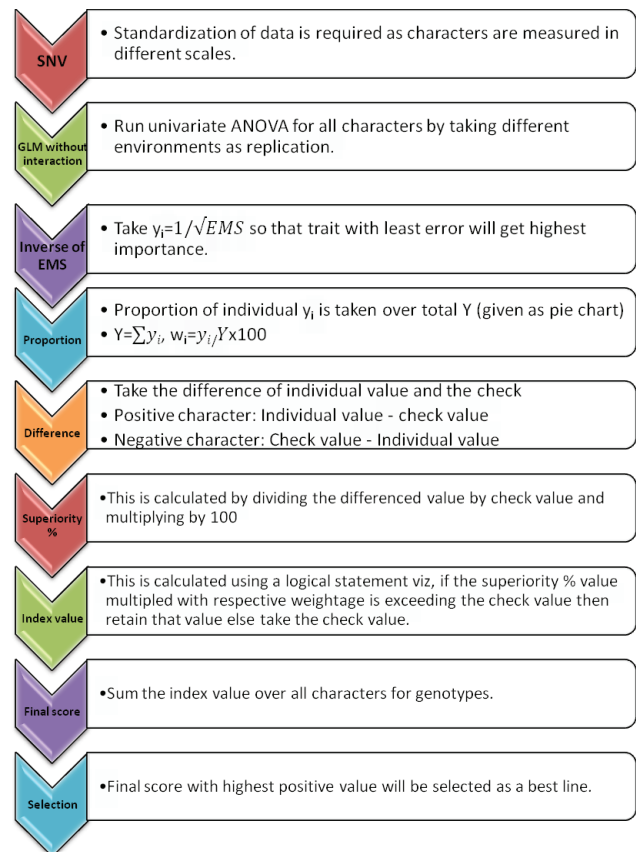 SNV
• Standardization of data is required as characters are measured in
different scales.
GLM without
interaction
• Run univariate ANOVA for all characters by taking different
environments as replication.
Inverse of
EMS
• Take yᵢ=1/√EMS so that trait with least error will get highest
importance.
Proportion
• Proportion of individual yᵢ is taken over total Y (given as pie chart)
• Y=∑yᵢ, wᵢ=yᵢ/Yx100
Difference
• Take the difference of individual value and the check
• Positive character: Individual value - check value
• Negative character: Check value - Individual value
Superiority
%
•This is calculated by dividing the differenced value by check value and
multiplying by 100
Index value
•This is calculated using a logical statement viz, if the superiority % value
multipled with respective weightage is exceeding the check value then
retain that value else take the check value.
Final score
•Sum the index value over all characters for genotypes.
Selection
•Final score with highest positive value will be selected as a best line.